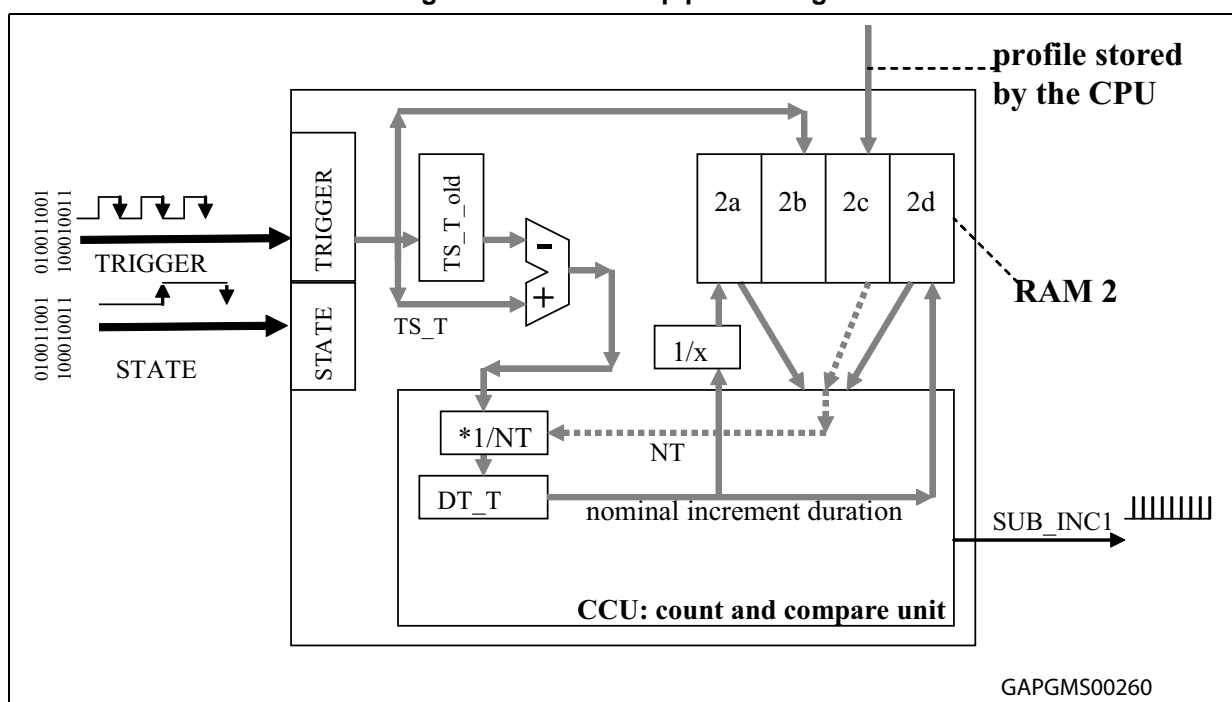 profile stored
by the CPU
TRIGGER
STATE
TS_T_old
-
+
TS_T
2a
2b
2c
2d
RAM 2
010011001
100010011
TRIGGER
010011001
100010011
STATE
1/x
*1/NT
NT
DT_T
nominal increment duration
SUB_INC1
CCU: count and compare unit
GAPGMS00260